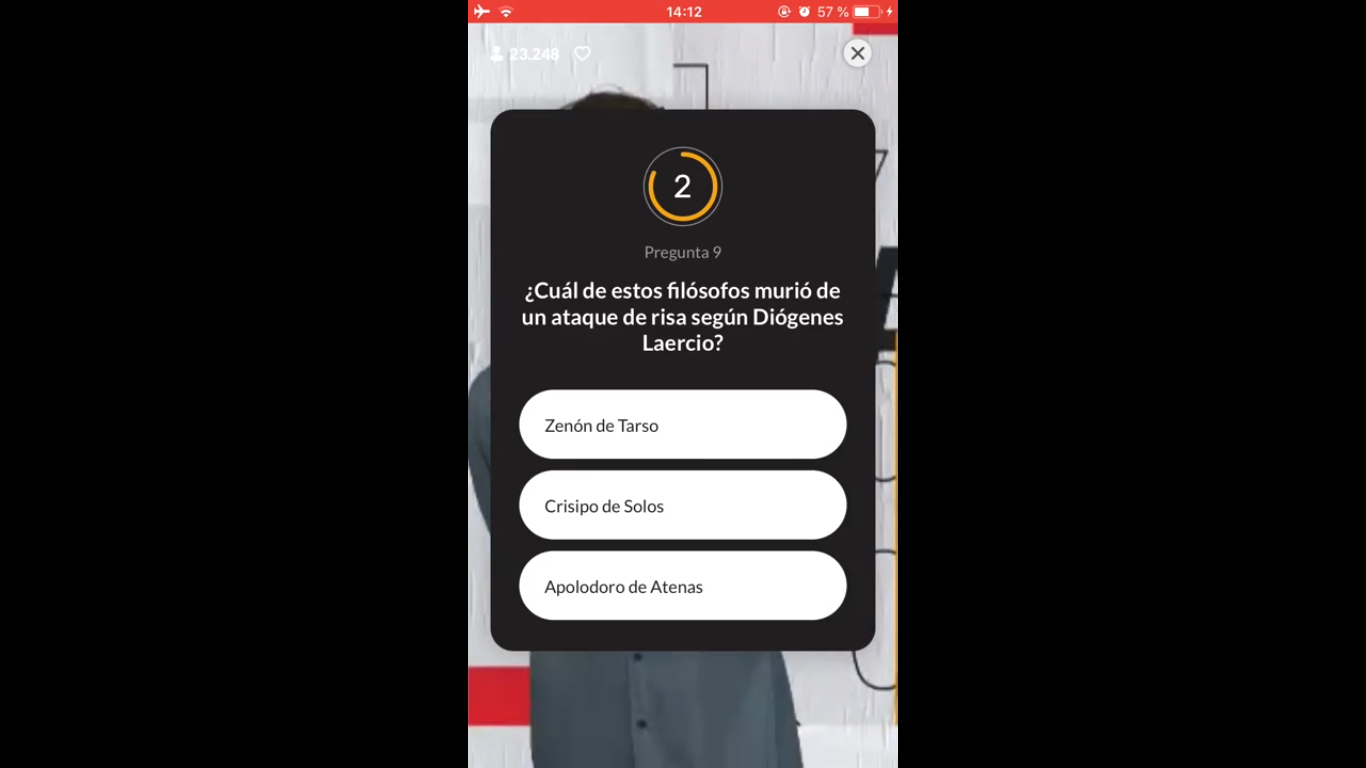 14:12
57 %
23.248
2
Pregunta 9
¿Cuál de estos filósofos murió de
un ataque de risa según Diógenes
Laercio?
Zenón de Tarso
Crisipo de Solos
Apolodoro de Atenas